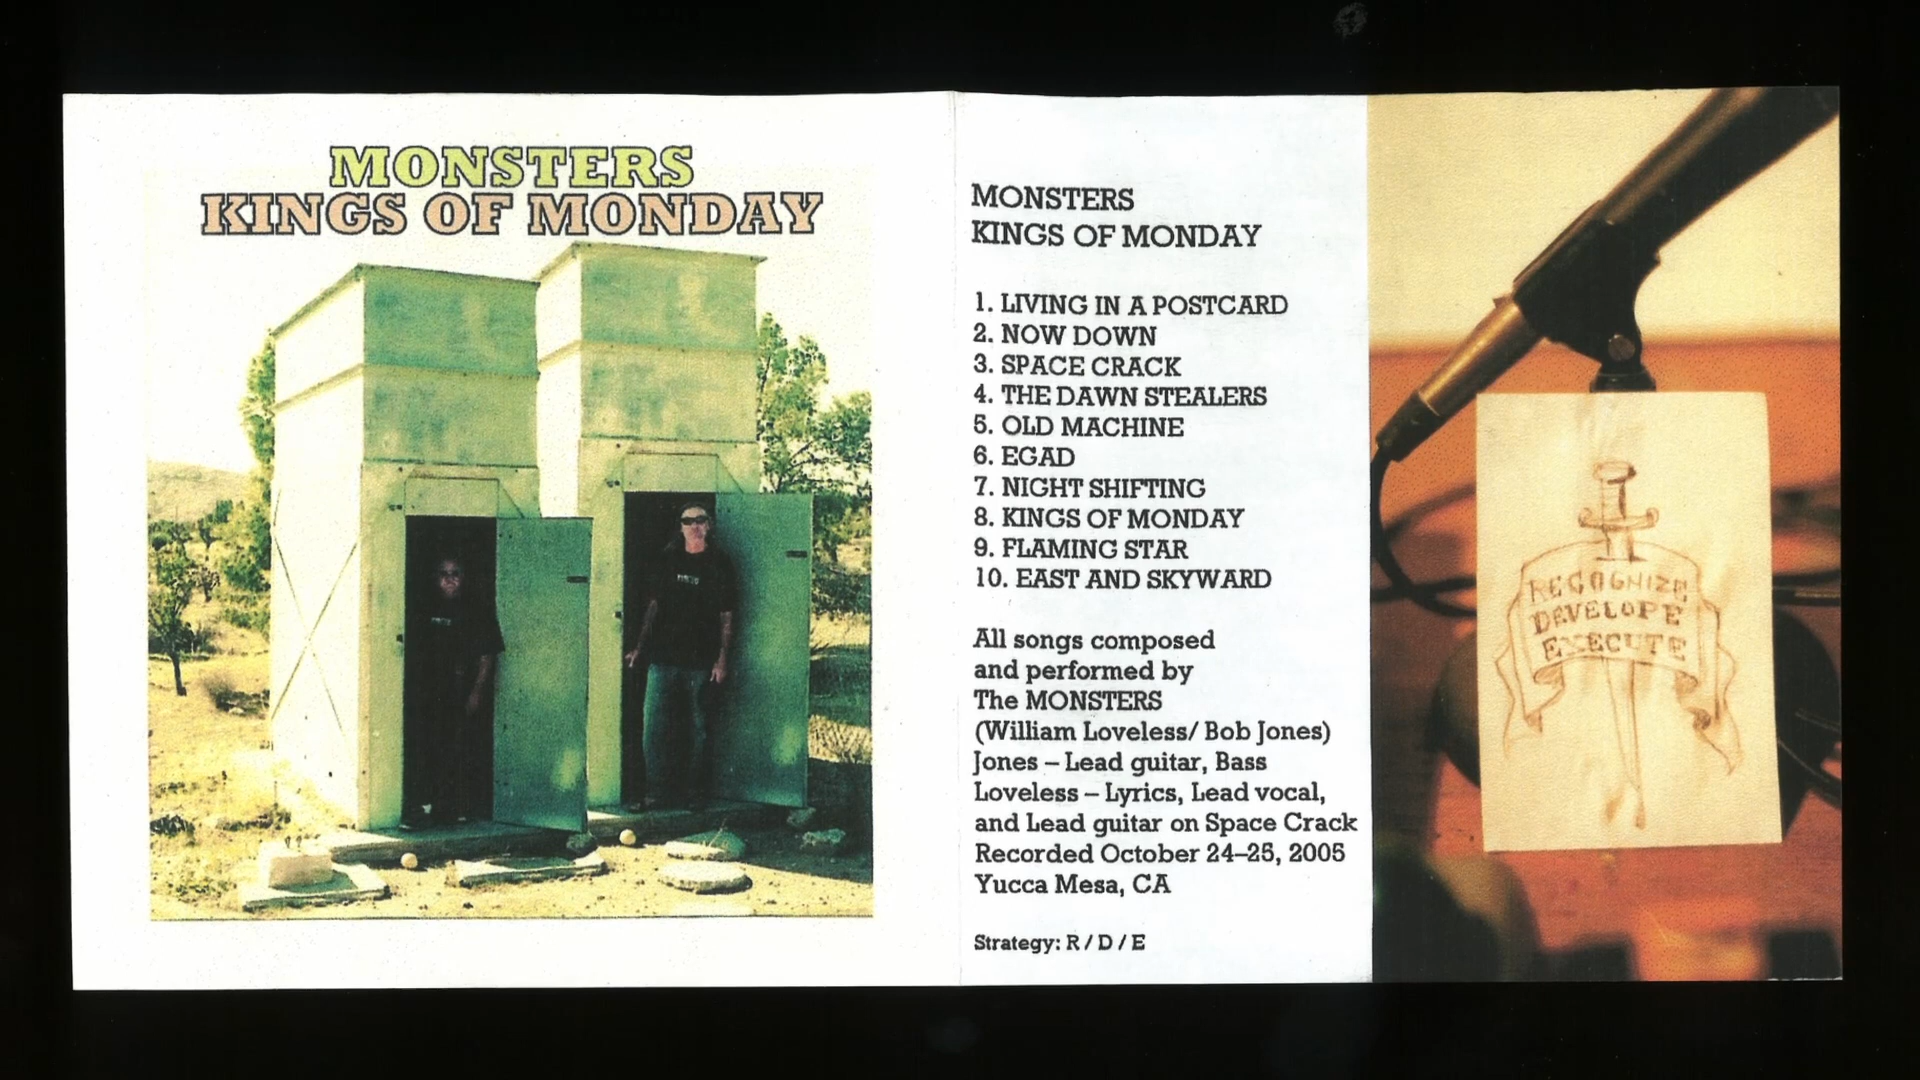 MONSTERS
KINGS OF MONDAY
MONSTERS
KINGS OF MONDAY
1. LIVING IN A POSTCARD
2. NOW DOWN
3. SPACE CRACK
4. THE DAWN STEALERS
5. OLD MACHINE
6. EGAD
7. NIGHT SHIFTING
8. KINGS OF MONDAY
9. FLAMING STAR
10. EAST AND SKYWARD
All songs composed
and performed by
The MONSTERS
(William Loveless/ Bob Jones)
Jones – Lead guitar, Bass
Loveless – Lyrics, Lead vocal,
and Lead guitar on Space Crack
Recorded October 24–25, 2005
Yucca Mesa, CA
Strategy: R / D / E
RECOGNIZE
DEVELOPE
EXECUTE